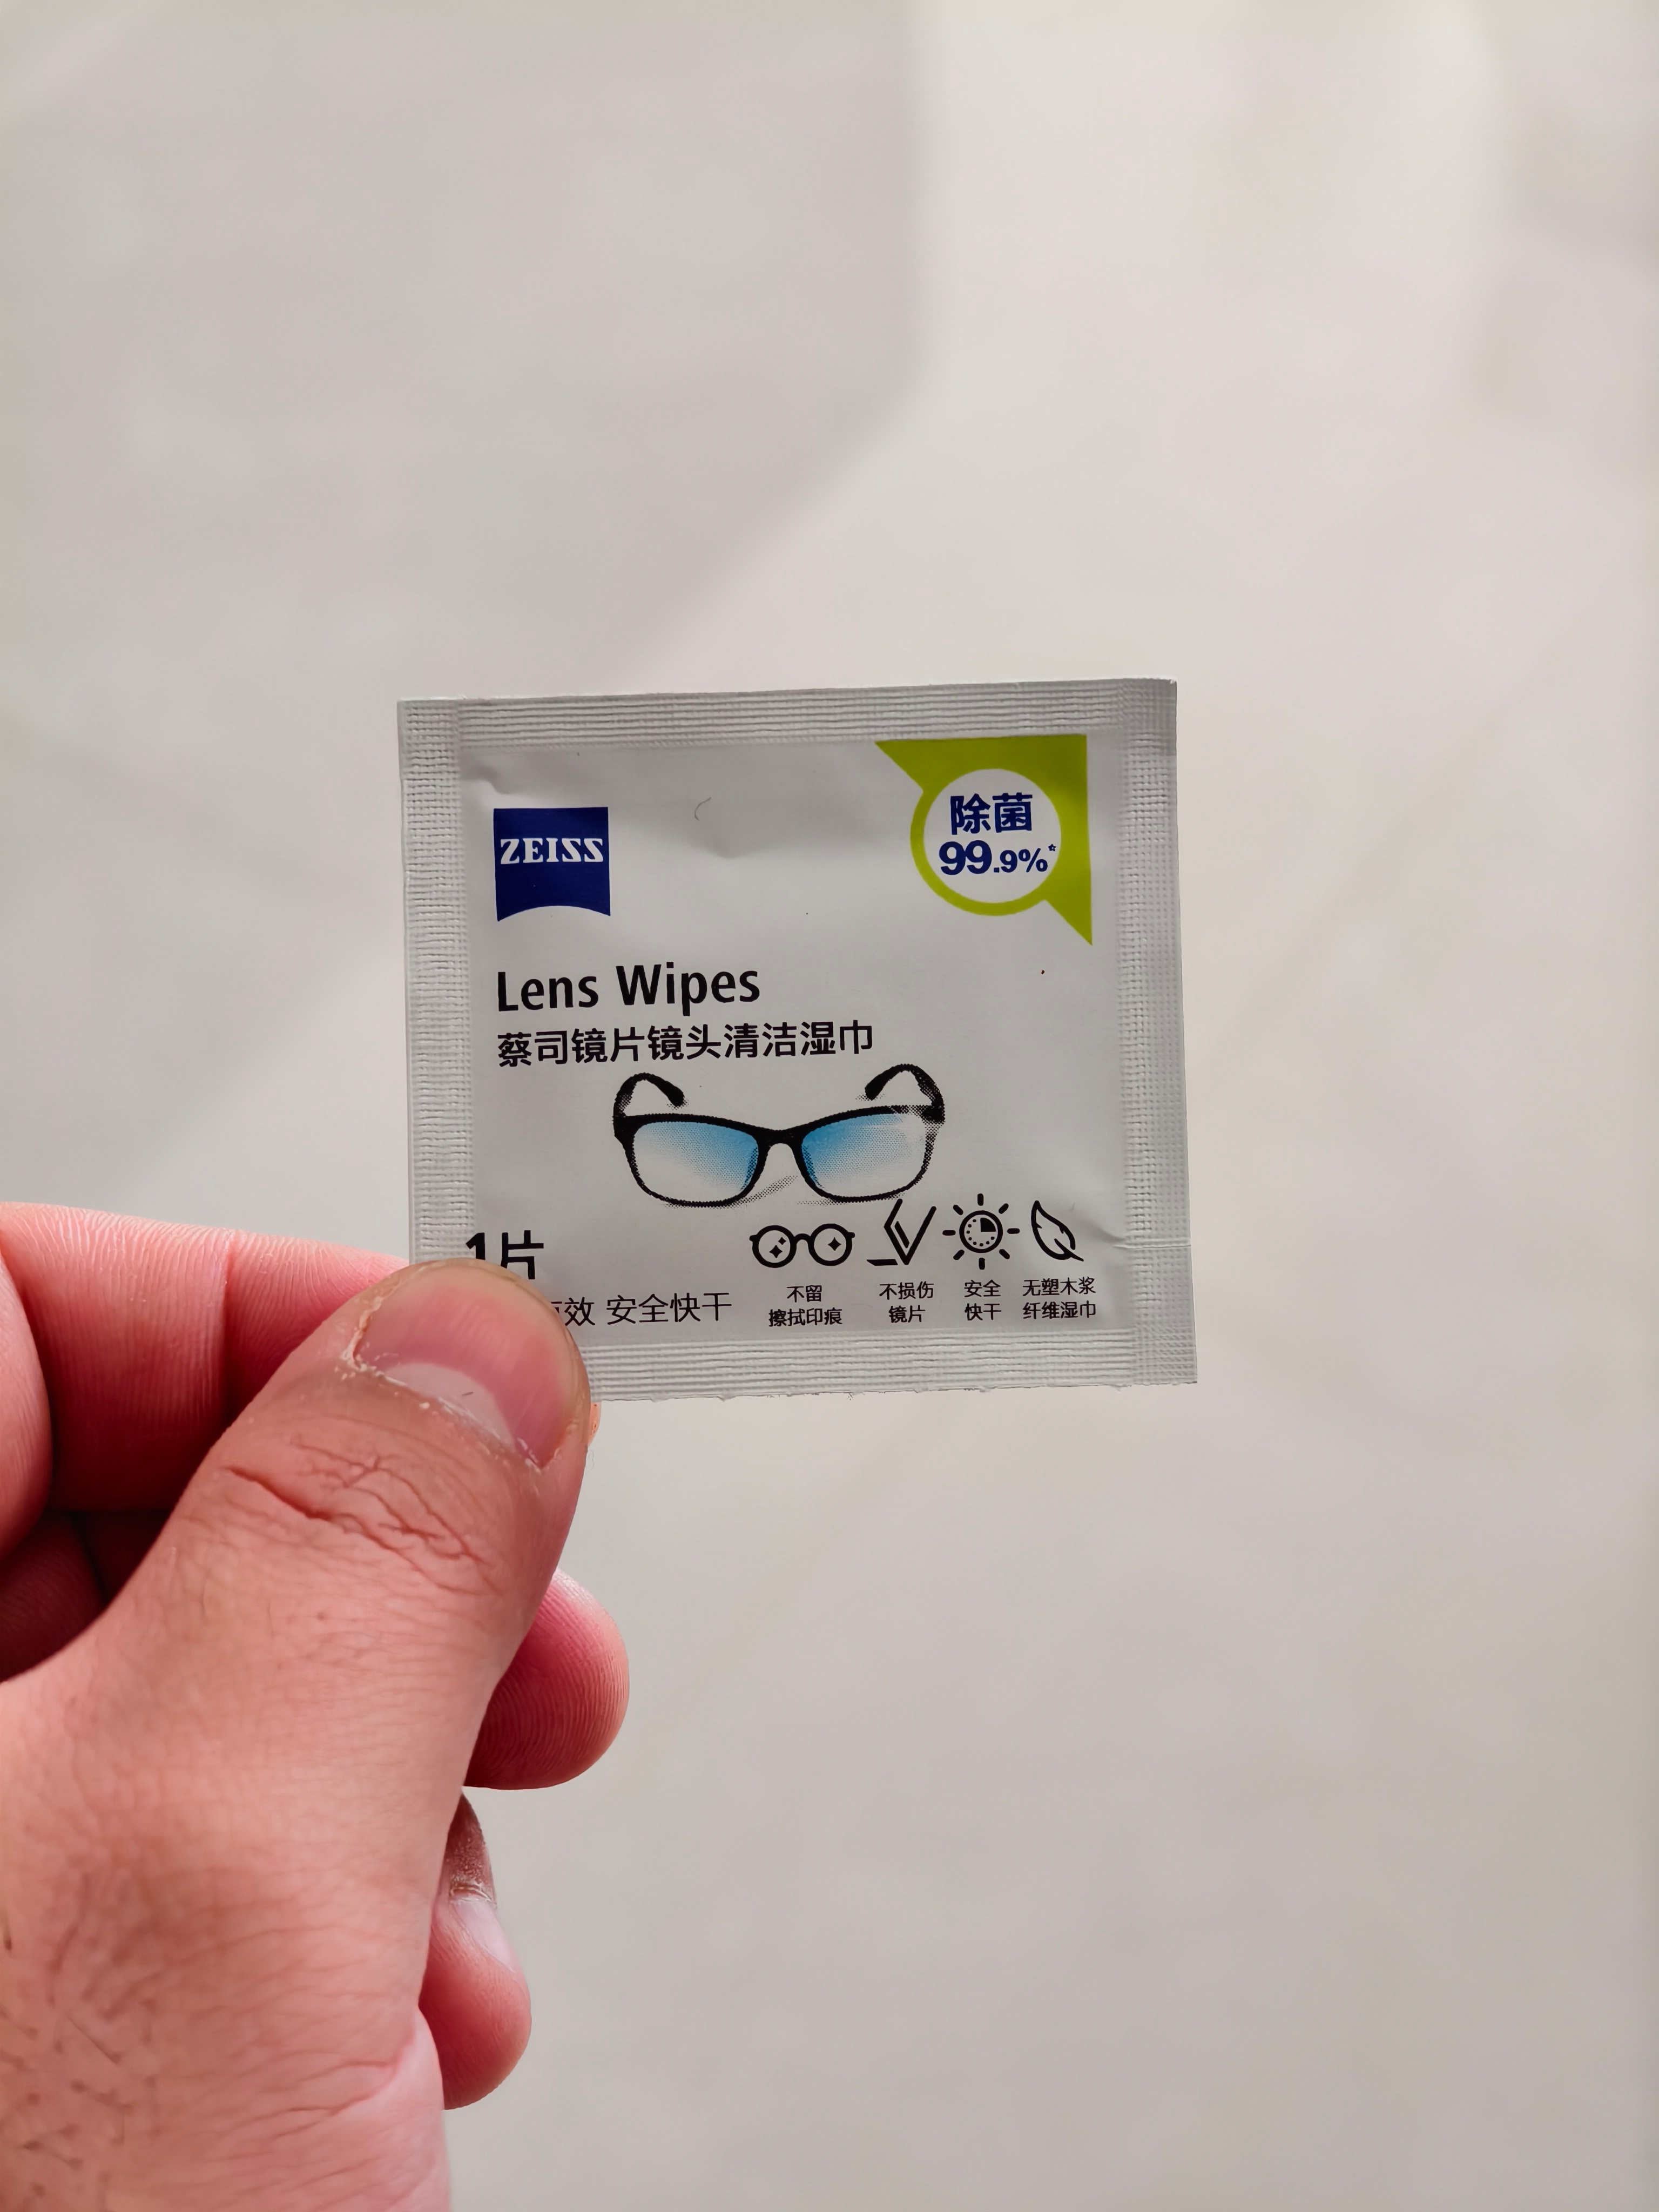 ZEISS
除菌
99.9%*
Lens Wipes
蔡司镜片镜头清洁湿巾
1片
效 安全快干
不留
擦拭印痕
不损伤
镜片
安全
快干
无塑木浆
纤维湿巾